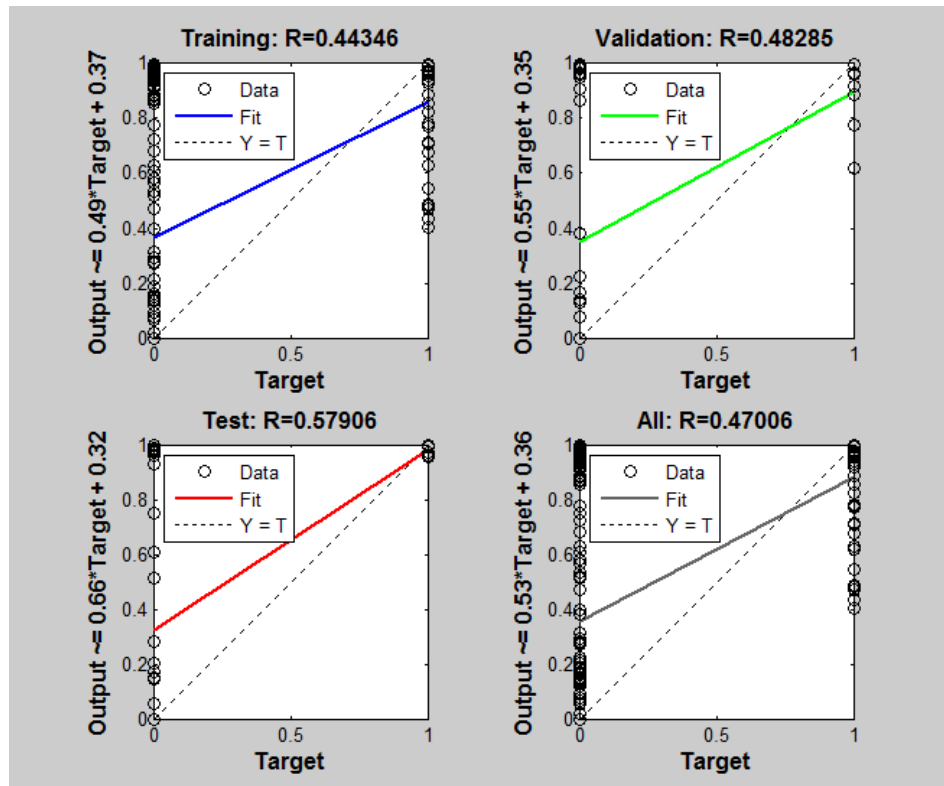 Training: R=0.44346
Output ~= 0.49*Target + 0.37
1
0.8
0.6
0.4
0.2
0
Data
Fit
Y = T
0
0.5
1
Target
Validation: R=0.48285
Output ~= 0.55*Target + 0.35
1
0.8
0.6
0.4
0.2
0
Data
Fit
Y = T
0
0.5
1
Target
Test: R=0.57906
Output ~= 0.66*Target + 0.32
1
0.8
0.6
0.4
0.2
0
Data
Fit
Y = T
0
0.5
1
Target
All: R=0.47006
Output ~= 0.53*Target + 0.36
1
0.8
0.6
0.4
0.2
0
Data
Fit
Y = T
0
0.5
1
Target